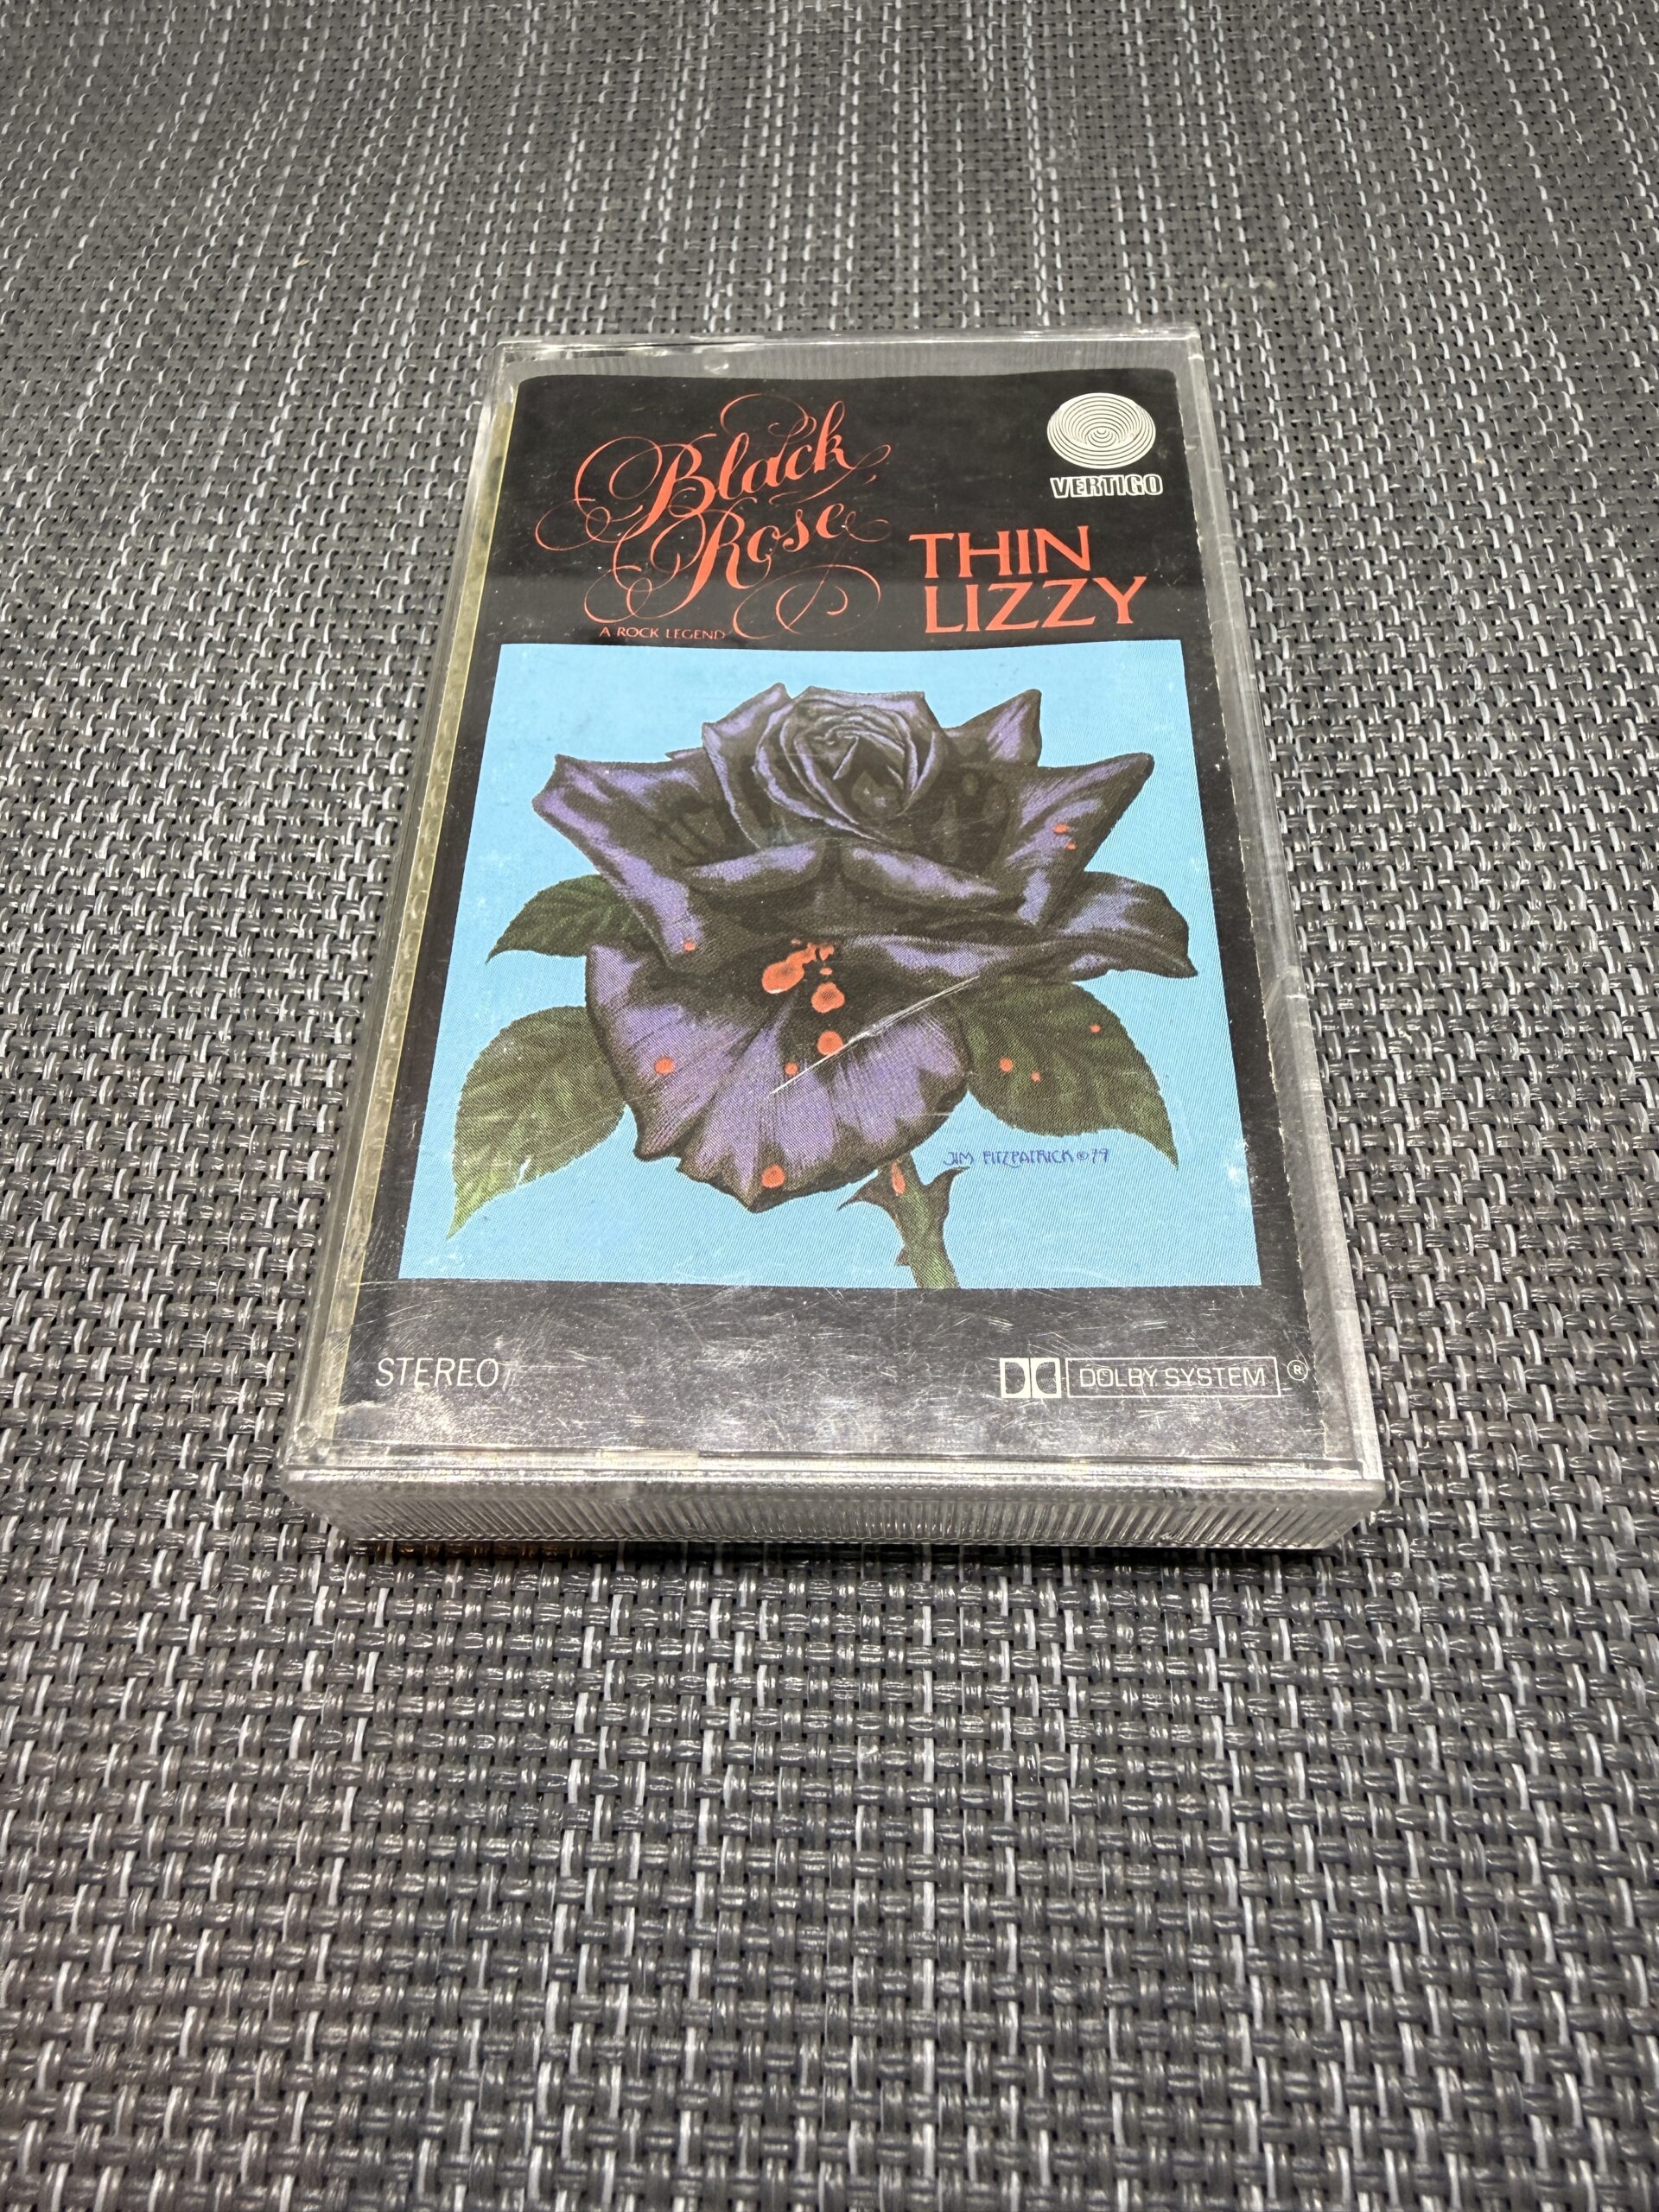 Black
Rose
A ROCK LEGEND
VERTIGO
THIN
LIZZY
JIM FITZPATRICK © 79
STEREO
DOLBY SYSTEM ®